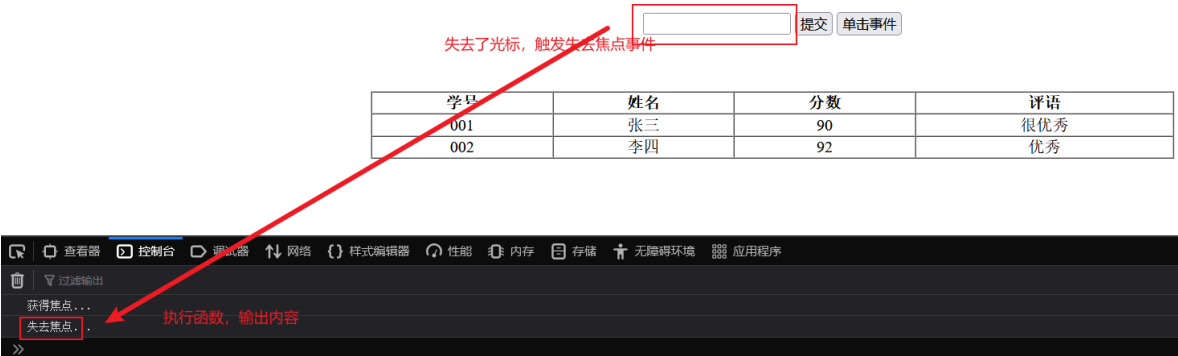 提交 单击事件
失去了光标，触发失去焦点事件
学号 姓名 分数 评语
001 张三 90 很优秀
002 李四 92 优秀
查看器 控制台 调试器 网络 {} 样式编辑器 性能 内存 存储 无障碍环境 应用程序
过滤输出
获得焦点...
失去焦点... 执行函数，输出内容
>>